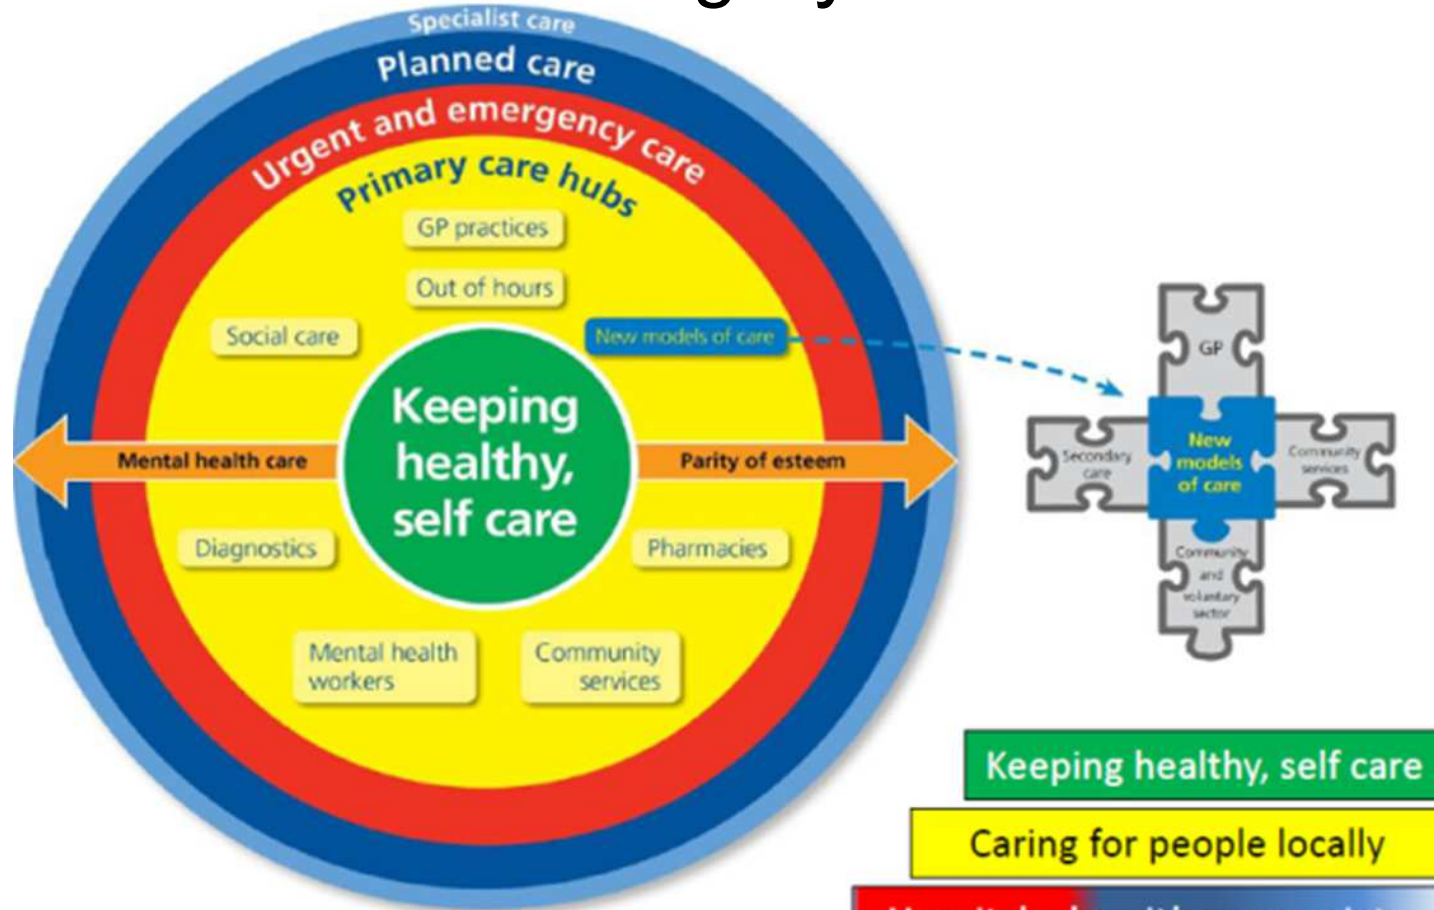 Specialist care
Planned care
Urgent and emergency care
Primary care hubs
GP practices
Out of hours
Social care
New models of care
Keeping
healthy,
self care
Mental health care
Parity of esteem
Diagnostics
Pharmacies
Mental health
workers
Community
services
GP
Secondary
care
New
models
of care
Community
services
Community
and
voluntary
sector
Keeping healthy, self care
Caring for people locally